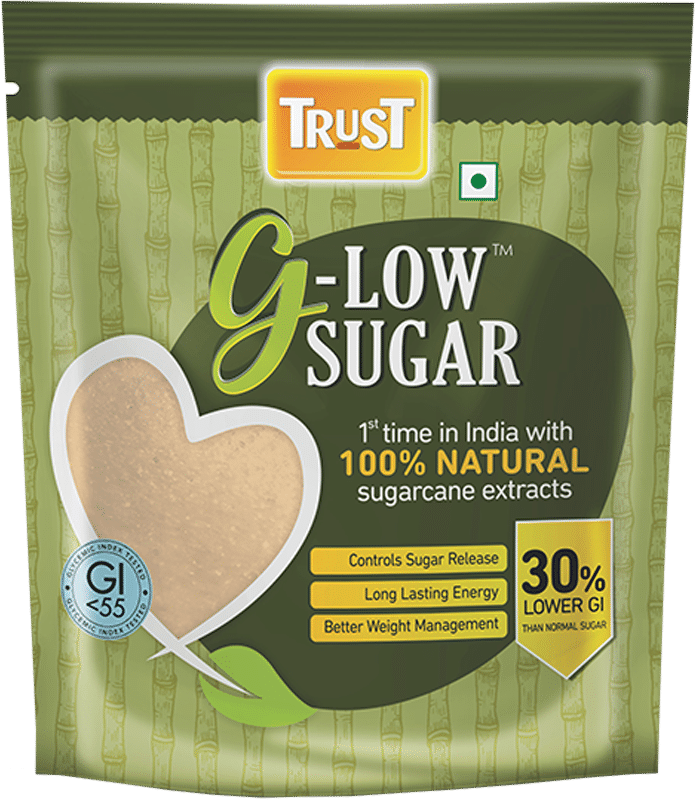 TRUST
G-LOW™
SUGAR
1st time in India with
100% NATURAL
sugarcane extracts
Controls Sugar Release
Long Lasting Energy
Better Weight Management
30%
LOWER GI
THAN NORMAL SUGAR
GLYCEMIC INDEX TESTED
GI
<55
GLYCEMIC INDEX TESTED